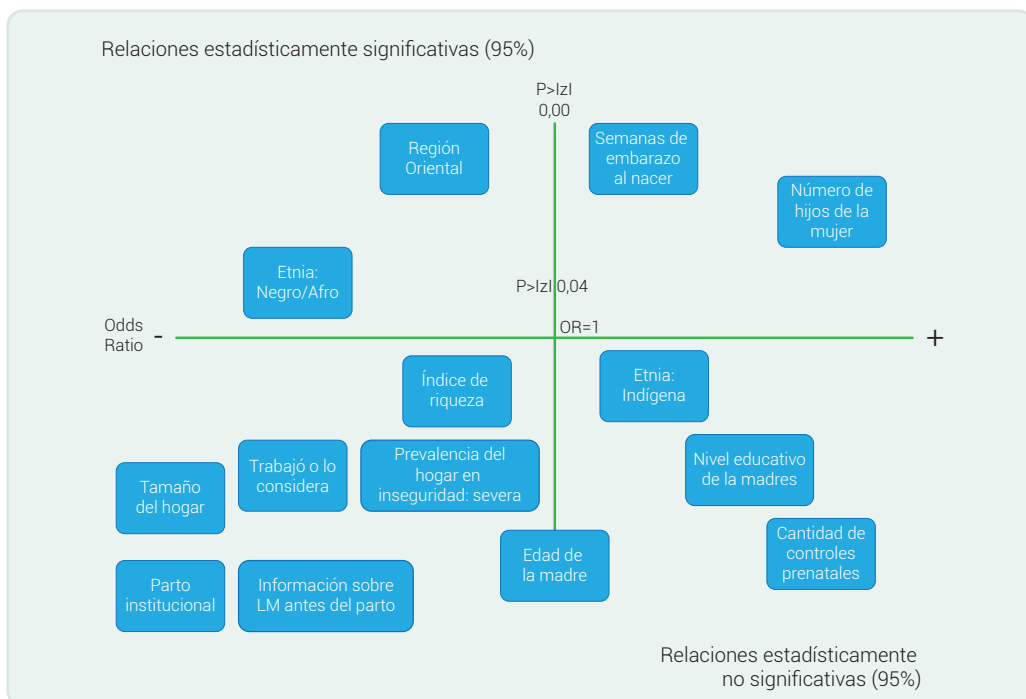 Relaciones estadísticamente significativas (95%)
P>IzI
0,00
Región
Oriental
Semanas de
embarazo
al nacer
Número de
hijos de la
mujer
Etnia:
Negro/Afro
P>IzI 0,04
Odds
Ratio
-
OR=1
+
Índice de
riqueza
Etnia:
Indígena
Tamaño
del hogar
Trabajó o lo
considera
Prevalencia del
hogar en
inseguridad: severa
Nivel educativo
de la madres
Parto
institucional
Información sobre
LM antes del parto
Edad de
la madre
Cantidad de
controles
prenatales
Relaciones estadísticamente
no significativas (95%)